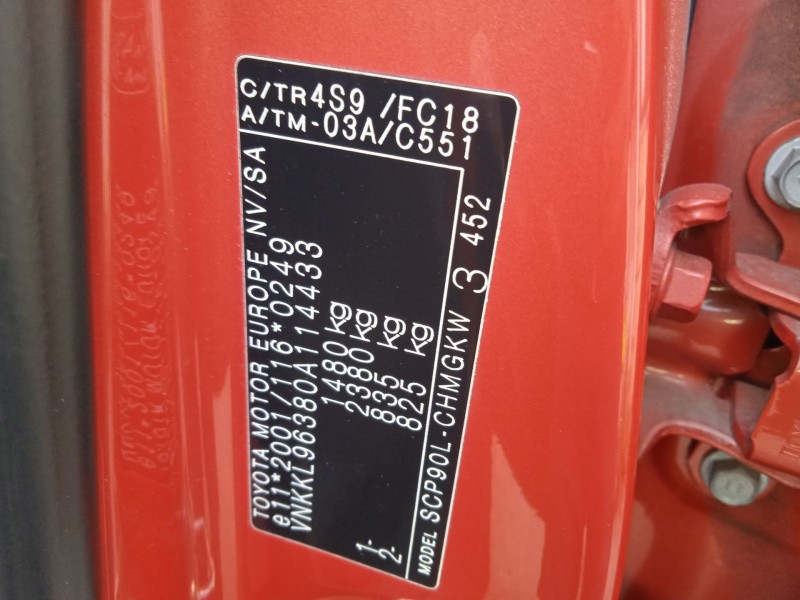 C/TR4S9 /FC18
A/TM-03A/C551
TOYOTA MOTOR EUROPE NV/SA
e11*2001/116*0249
VNKKL96380A114433
1480 kg
2380 kg
1- 835 kg
2- 825 kg
MODEL SCP90L-CHMGKW 3 452